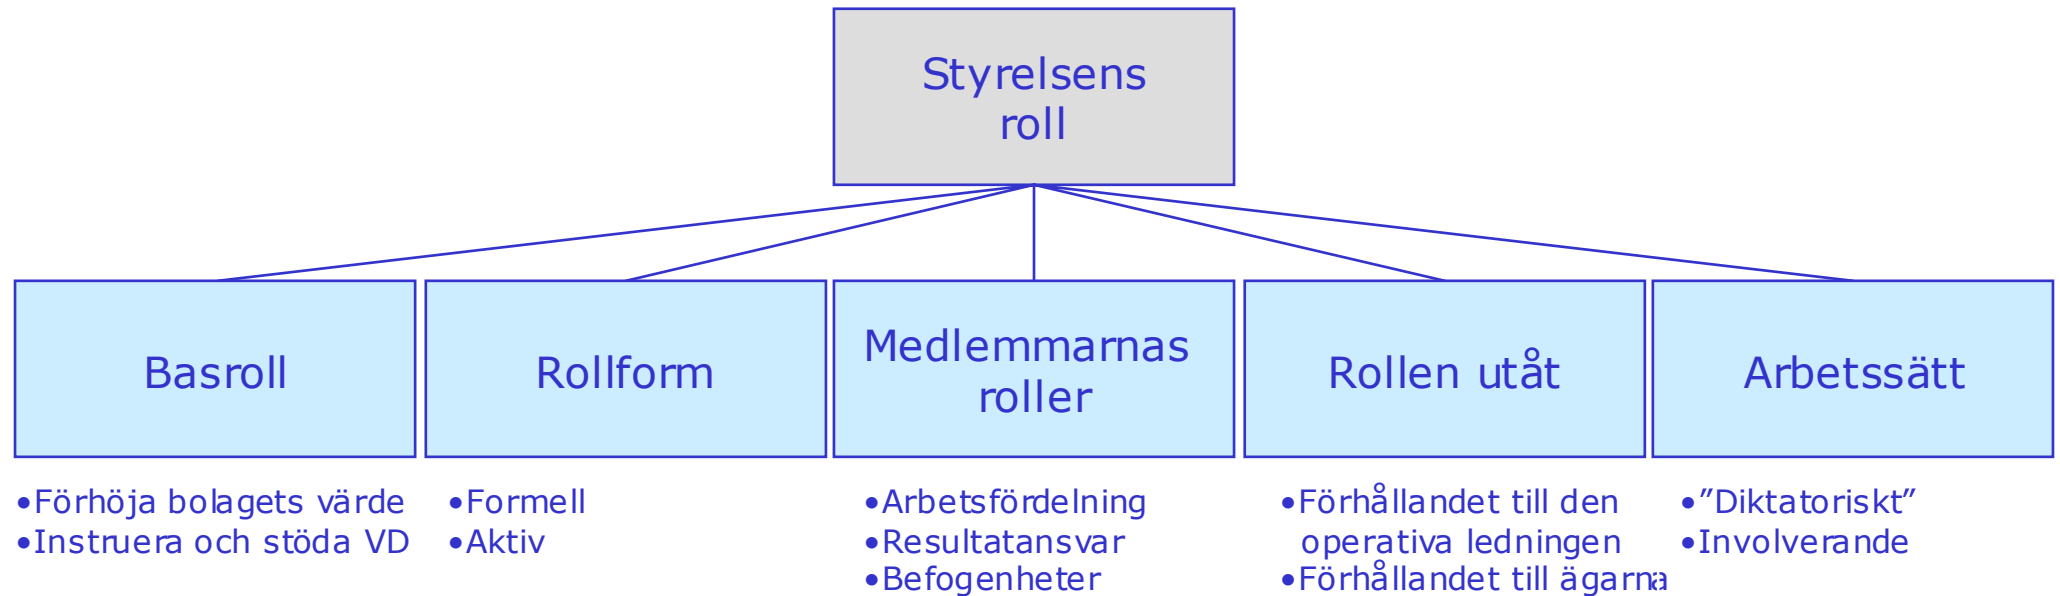 Styrelsens
roll
Basroll
Rollform
Medlemmarnas
roller
Rollen utåt
Arbetssätt
•Förhöja bolagets värde
•Instruera och stöda VD
•Formell
•Aktiv
•Arbetsfördelning
•Resultatansvar
•Befogenheter
•Förhållandet till den
operativa ledningen
•Förhållandet till ägarna
•”Diktatoriskt”
•Involverande